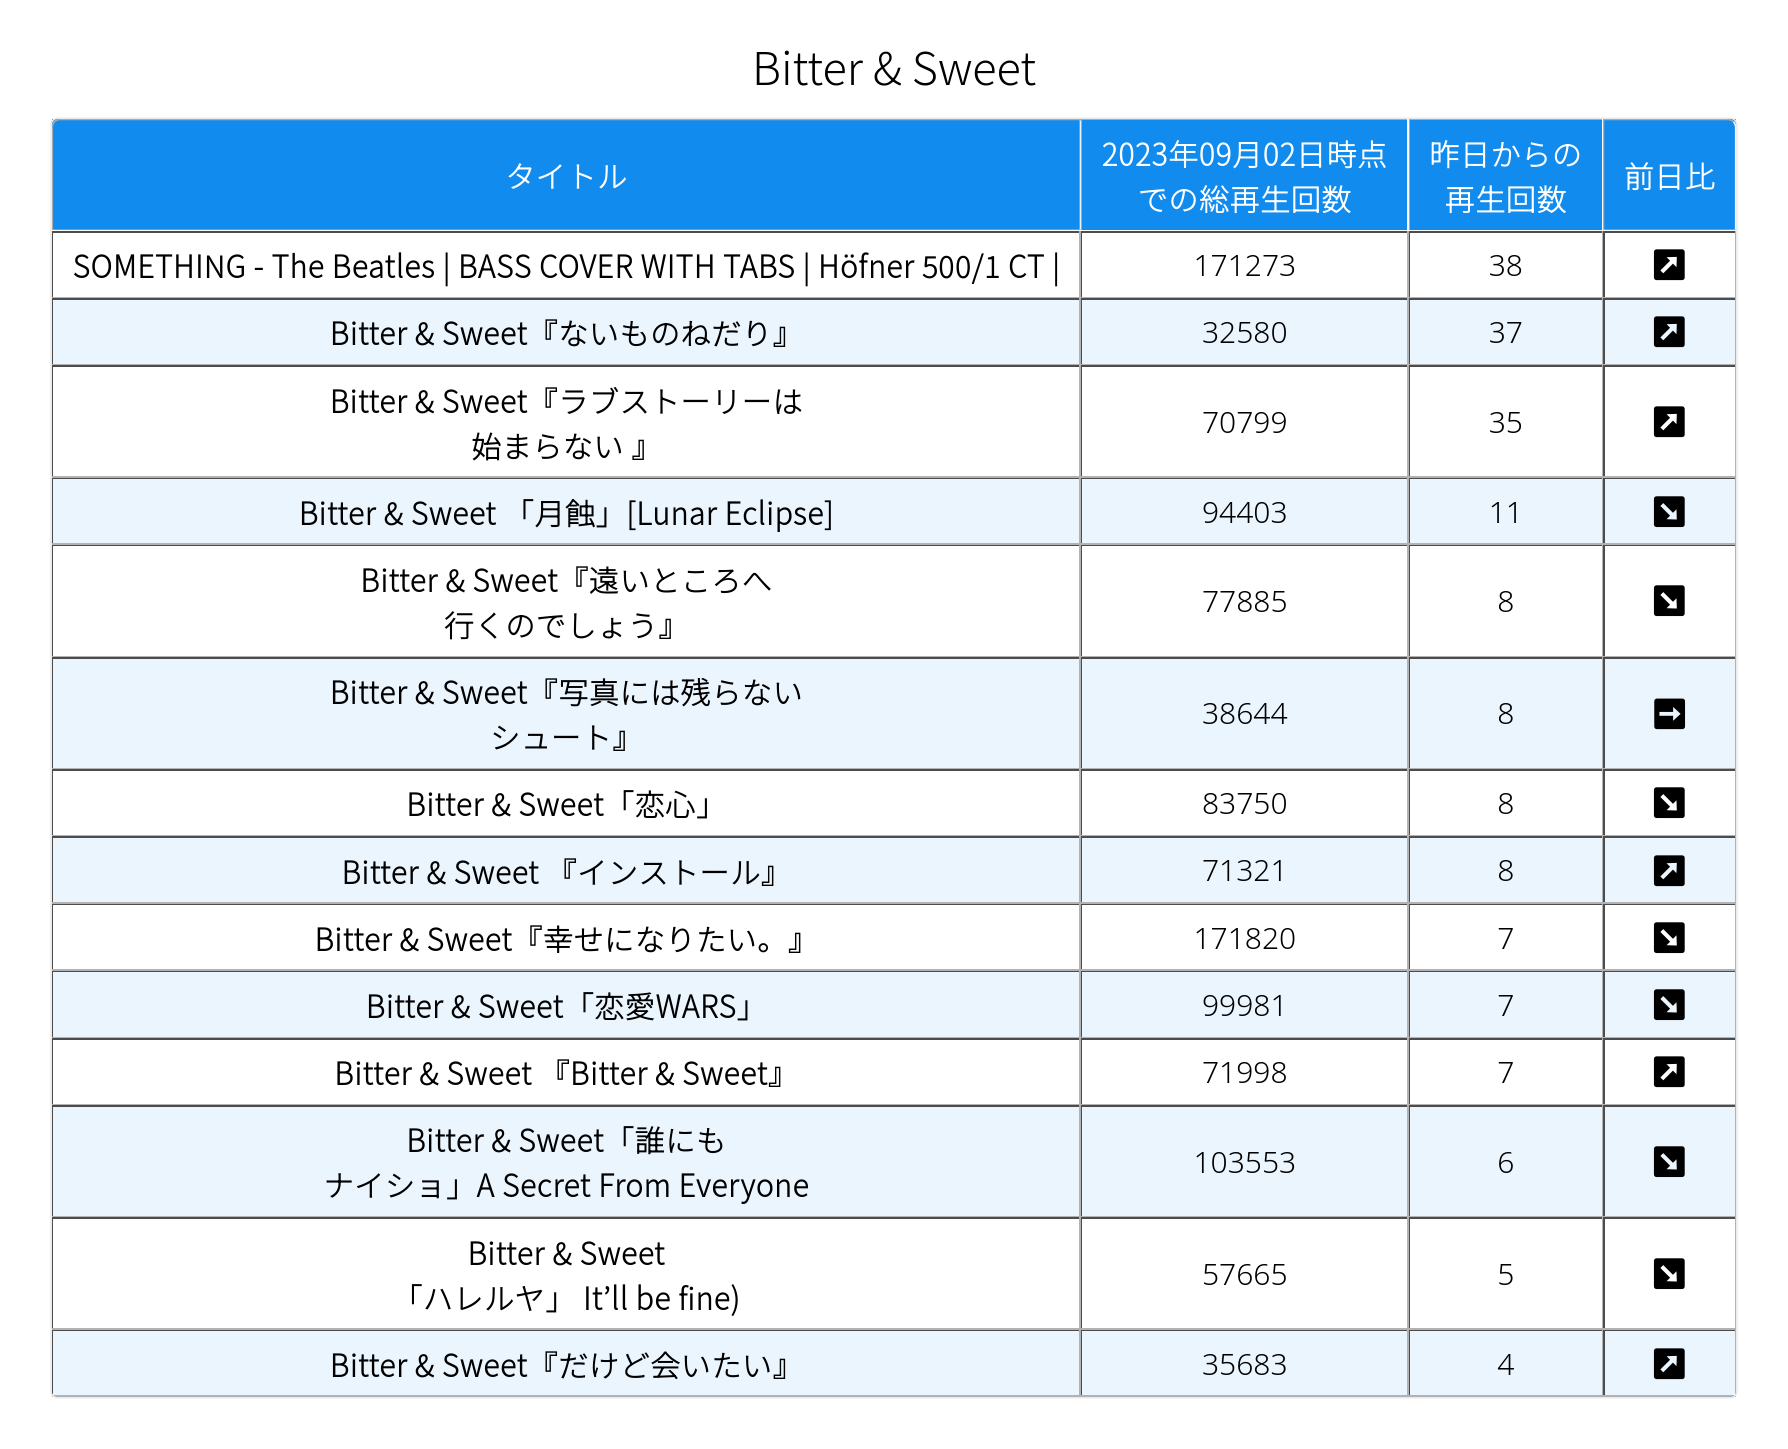 Bitter & Sweet
タイトル
2023年09月02日時点
での総再生回数
昨日からの
再生回数
前日比
SOMETHING - The Beatles | BASS COVER WITH TABS | Höfner 500/1 CT | 171273 38 ↗
Bitter & Sweet『ないものねだり』 32580 37 ↗
Bitter & Sweet『ラブストーリーは
始まらない 』 70799 35 ↗
Bitter & Sweet 「月蝕」[Lunar Eclipse] 94403 11 ↘
Bitter & Sweet『遠いところへ
行くのでしょう』 77885 8 ↘
Bitter & Sweet『写真には残らない
シュート』 38644 8 →
Bitter & Sweet「恋心」 83750 8 ↘
Bitter & Sweet 『インストール』 71321 8 ↗
Bitter & Sweet『幸せになりたい。』 171820 7 ↘
Bitter & Sweet「恋愛WARS」 99981 7 ↘
Bitter & Sweet 『Bitter & Sweet』 71998 7 ↗
Bitter & Sweet「誰にも
ナイショ」A Secret From Everyone 103553 6 ↘
Bitter & Sweet
「ハレルヤ」 It’ll be fine) 57665 5 ↘
Bitter & Sweet『だけど会いたい』 35683 4 ↗